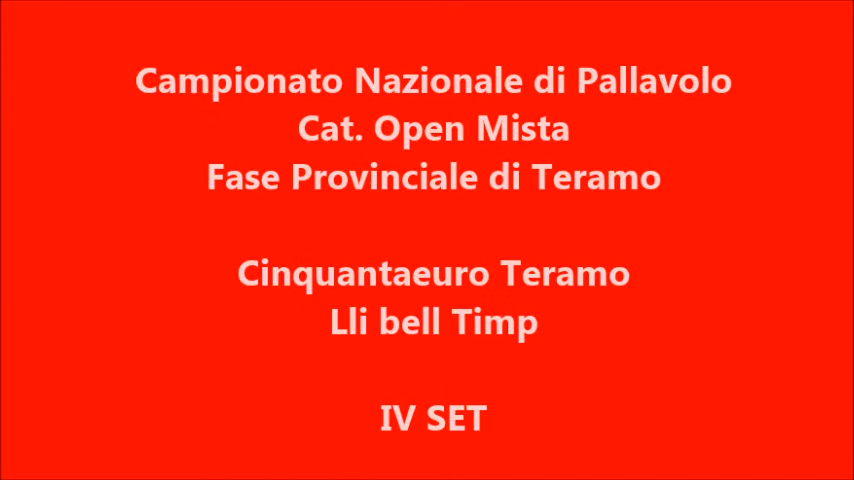 Campionato Nazionale di Pallavolo
Cat. Open Mista
Fase Provinciale di Teramo
Cinquantaeuro Teramo
Lli bell Timp
IV SET